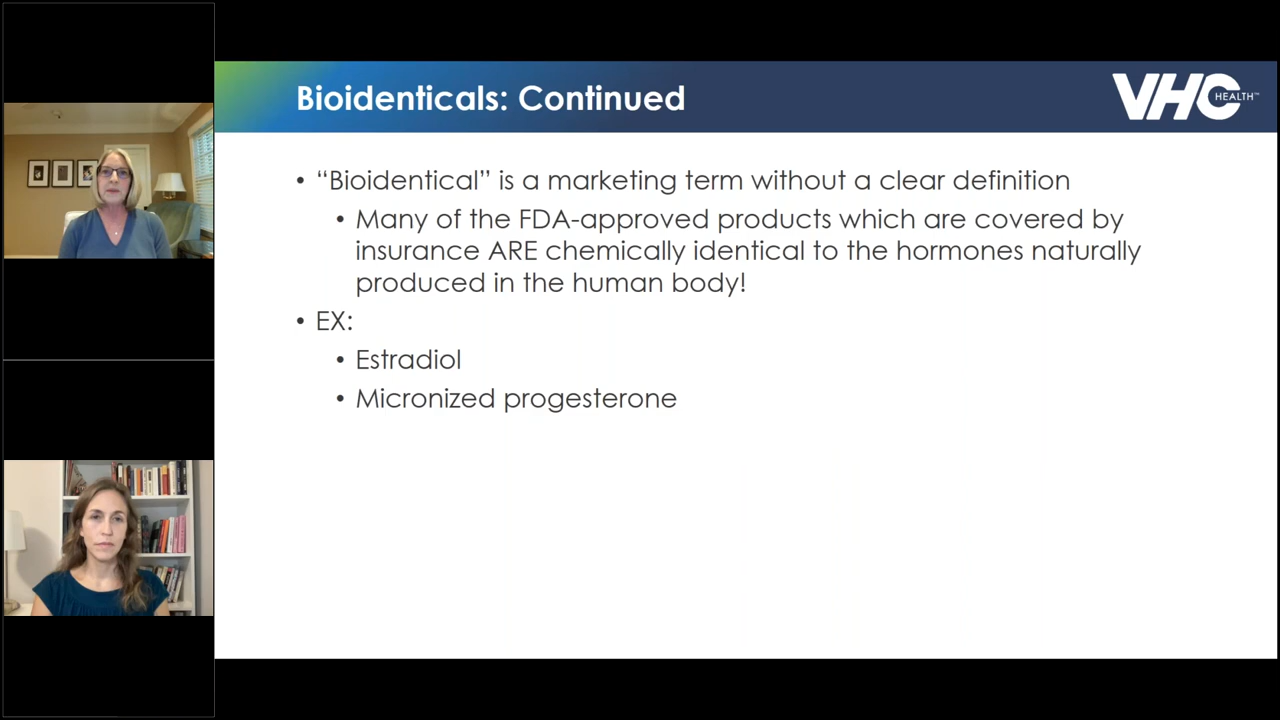 Bioidenticals: Continued
VHC HEALTH™
• “Bioidentical” is a marketing term without a clear definition
• Many of the FDA-approved products which are covered by
insurance ARE chemically identical to the hormones naturally
produced in the human body!
• EX:
• Estradiol
• Micronized progesterone